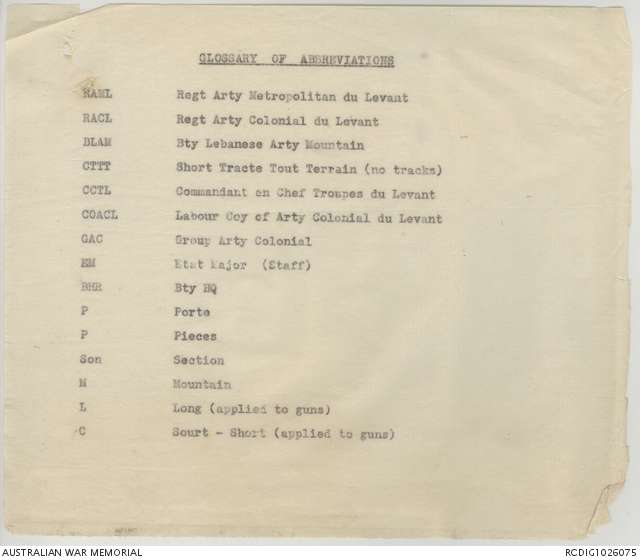 GLOSSARY OF ABBREVIATIONS
RAML Regt Arty Metropolitan du Levant
RACL Regt Arty Colonial du Levant
BLAM Bty Lebanese Arty Mountain
CTTT Short Tracte Tout Terrain (no tracks)
CCTL Commandant en Chef Troupes du Levant
COACL Labour Coy of Arty Colonial du Levant
GAC Group Arty Colonial
EM Etat Major (Staff)
BHR Bty HQ
P Porte
P Pieces
Son Section
M Mountain
L Long (applied to guns)
C Sourt - Short (applied to guns)
AUSTRALIAN WAR MEMORIAL
RCDIG1026075